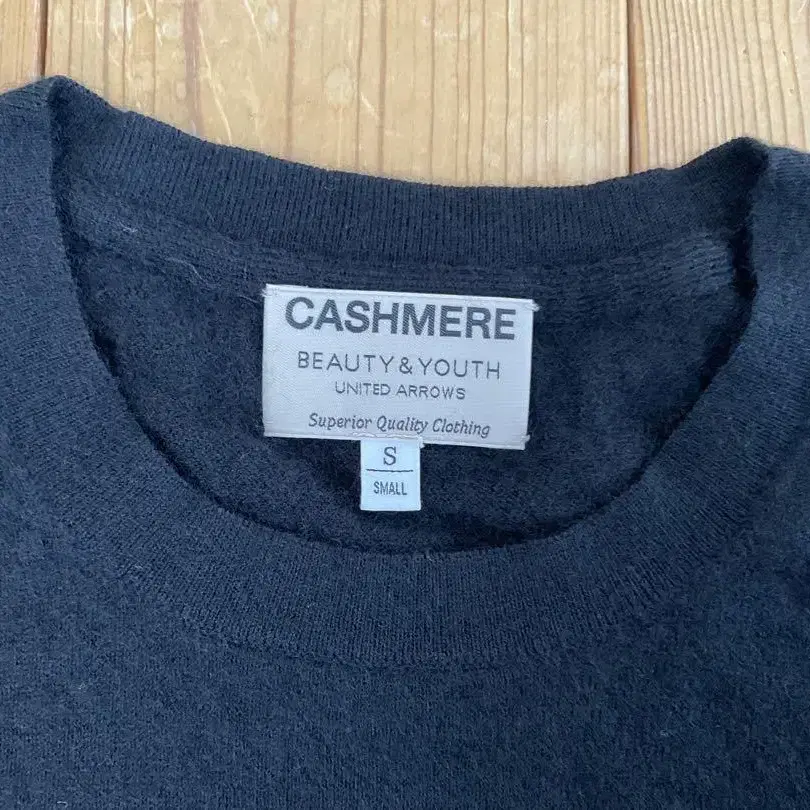 CASHMERE
BEAUTY & YOUTH
UNITED ARROWS
Superior Quality Clothing
S
SMALL